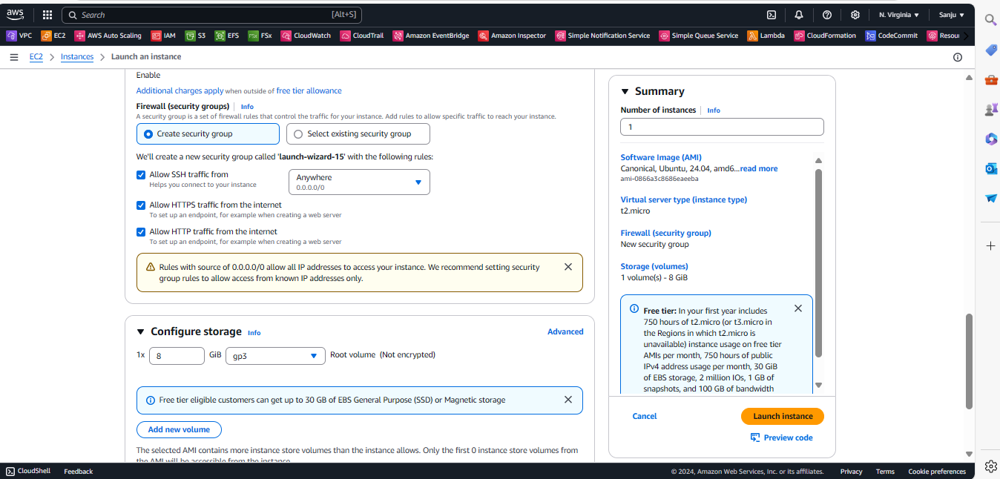 aws
Search [Alt+S]
N. Virginia
Sanju
VPC EC2 AWS Auto Scaling IAM S3 EFS FSx CloudWatch CloudTrail Amazon EventBridge Amazon Inspector Simple Notification Service Simple Queue Service Lambda CloudFormation CodeCommit Resou
EC2 Instances Launch an instance
Enable
Additional charges apply when outside of free tier allowance
Firewall (security groups) Info
A security group is a set of firewall rules that control the traffic for your instance. Add rules to allow specific traffic to reach your instance.
Create security group Select existing security group
We'll create a new security group called 'launch-wizard-15' with the following rules:
Allow SSH traffic from
Helps you connect to your instance
Anywhere
0.0.0.0/0
Allow HTTPS traffic from the internet
To set up an endpoint, for example when creating a web server
Allow HTTP traffic from the internet
To set up an endpoint, for example when creating a web server
Rules with source of 0.0.0.0/0 allow all IP addresses to access your instance. We recommend setting security
group rules to allow access from known IP addresses only.
Configure storage Info Advanced
1x 8 GiB gp3 Root volume (Not encrypted)
Free tier eligible customers can get up to 30 GB of EBS General Purpose (SSD) or Magnetic storage
Add new volume
The selected AMI contains more instance store volumes than the instance allows. Only the first 0 instance store volumes from
the AMI will be accessible from the instance
Summary
Number of instances Info
1
Software Image (AMI)
Canonical, Ubuntu, 24.04, amd6...read more
ami-0866a3c8686eaeeba
Virtual server type (instance type)
t2.micro
Firewall (security group)
New security group
Storage (volumes)
1 volume(s) - 8 GiB
Free tier: In your first year includes
750 hours of t2.micro (or t3.micro in
the Regions in which t2.micro is
unavailable) instance usage on free tier
AMIs per month, 750 hours of public
IPv4 address usage per month, 30 GiB
of EBS storage, 2 million IOs, 1 GB of
snapshots, and 100 GB of bandwidth
Cancel Launch instance
Preview code
CloudShell Feedback © 2024, Amazon Web Services, Inc. or its affiliates. Privacy Terms Cookie preferences